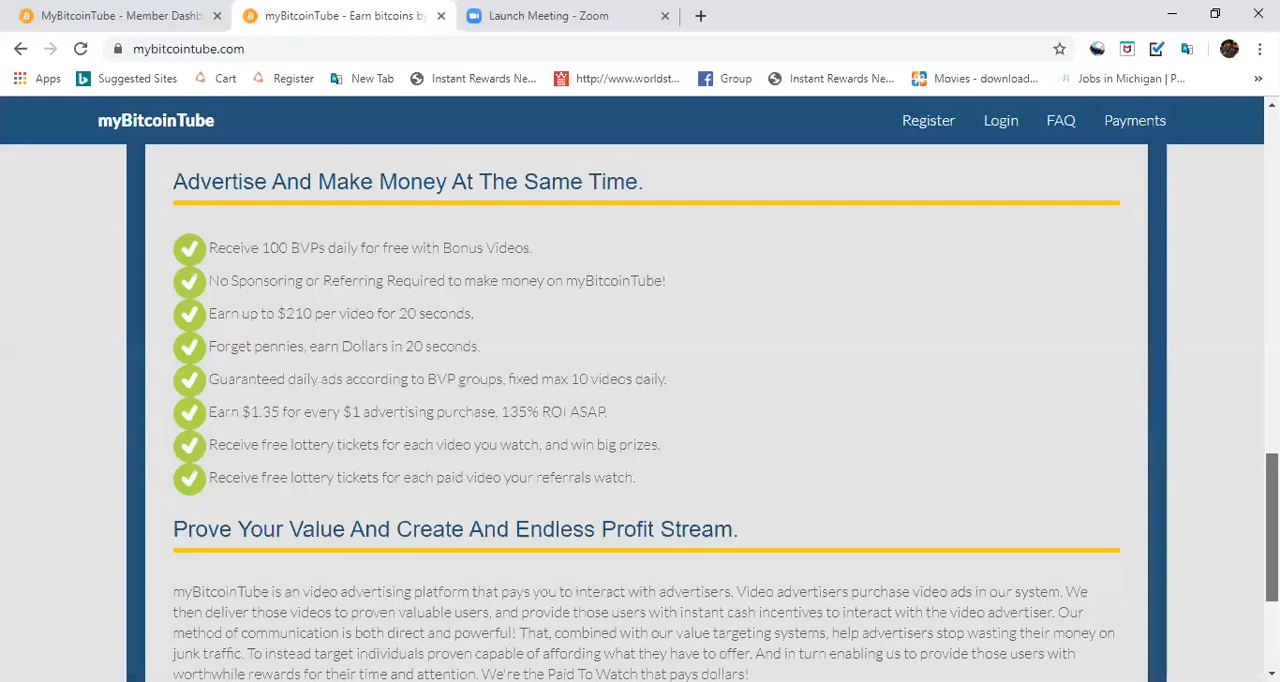 MyBitcoinTube - Member Dashb
myBitcoinTube - Earn bitcoins by
Launch Meeting - Zoom
mybitcointube.com
Apps
Suggested Sites
Cart
Register
New Tab
Instant Rewards Ne...
http://www.worldst...
Group
Instant Rewards Ne...
Movies - download...
Jobs in Michigan | P...
myBitcoinTube
Register
Login
FAQ
Payments
Advertise And Make Money At The Same Time.
Receive 100 BVPs daily for free with Bonus Videos.
No Sponsoring or Referring Required to make money on myBitcoinTube!
Earn up to $210 per video for 20 seconds.
Forget pennies, earn Dollars in 20 seconds.
Guaranteed daily ads according to BVP groups, fixed max 10 videos daily.
Earn $1.35 for every $1 advertising purchase, 135% ROI ASAP.
Receive free lottery tickets for each video you watch, and win big prizes.
Receive free lottery tickets for each paid video your referrals watch.
Prove Your Value And Create And Endless Profit Stream.
myBitcoinTube is an video advertising platform that pays you to interact with advertisers. Video advertisers purchase video ads in our system. We
then deliver those videos to proven valuable users, and provide those users with instant cash incentives to interact with the video advertiser. Our
method of communication is both direct and powerful! That, combined with our value targeting systems, help advertisers stop wasting their money on
junk traffic. To instead target individuals proven capable of affording what they have to offer. And in turn enabling us to provide those users with
worthwhile rewards for their time and attention. We're the Paid To Watch that pays dollars!